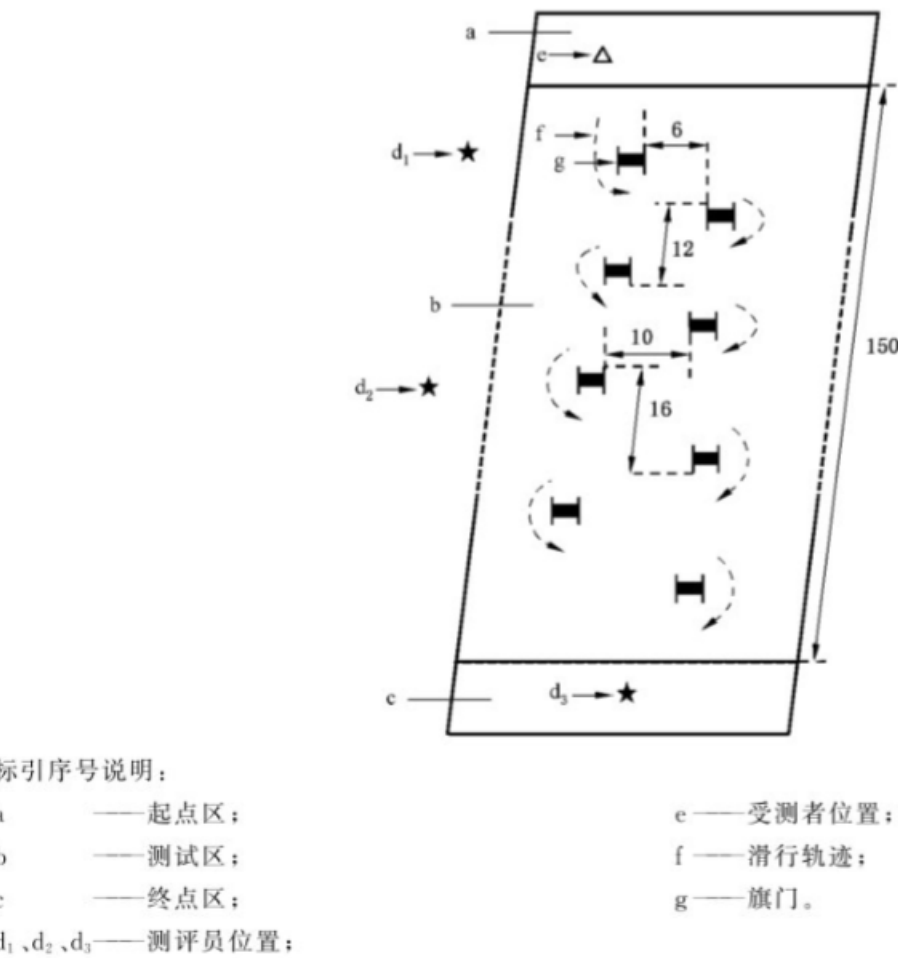 a
e
6
f
d₁
g
12
b
10
150
d₂
16
c
d₃
标引序号说明：
a ——起点区； e ——受测者位置；
b ——测试区； f ——滑行轨迹；
c ——终点区； g ——旗门。
d₁、d₂、d₃——测评员位置；